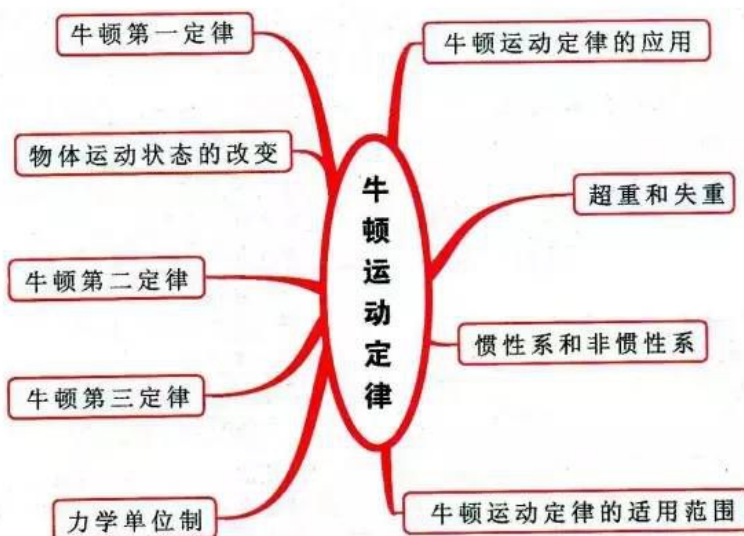 牛顿第一定律
物体运动状态的改变
牛顿第二定律
牛顿第三定律
力学单位制
牛顿运动定律
牛顿运动定律的应用
超重和失重
惯性系和非惯性系
牛顿运动定律的适用范围